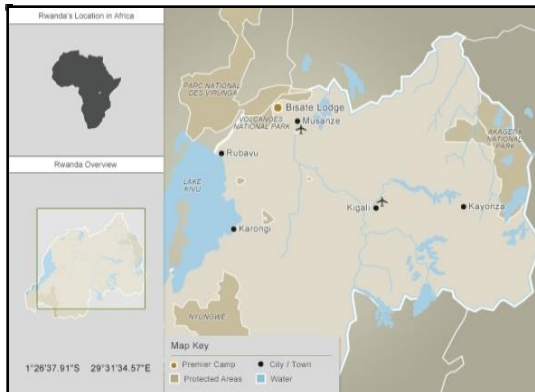 Rwanda's Location in Africa
Rwanda Overview
1°26'37.91"S 29°31'34.57"E
PARC NATIONAL
DES VIRUNGA
VOLCANOES
NATIONAL PARK
Bisate Lodge
Musanze
Rubavu
LAKE
KIVU
Karongi
Kigali
Kayonza
AKAGERA
NATIONAL
PARK
NYUNGWE
Map Key
Premier Camp
City / Town
Protected Areas
Water